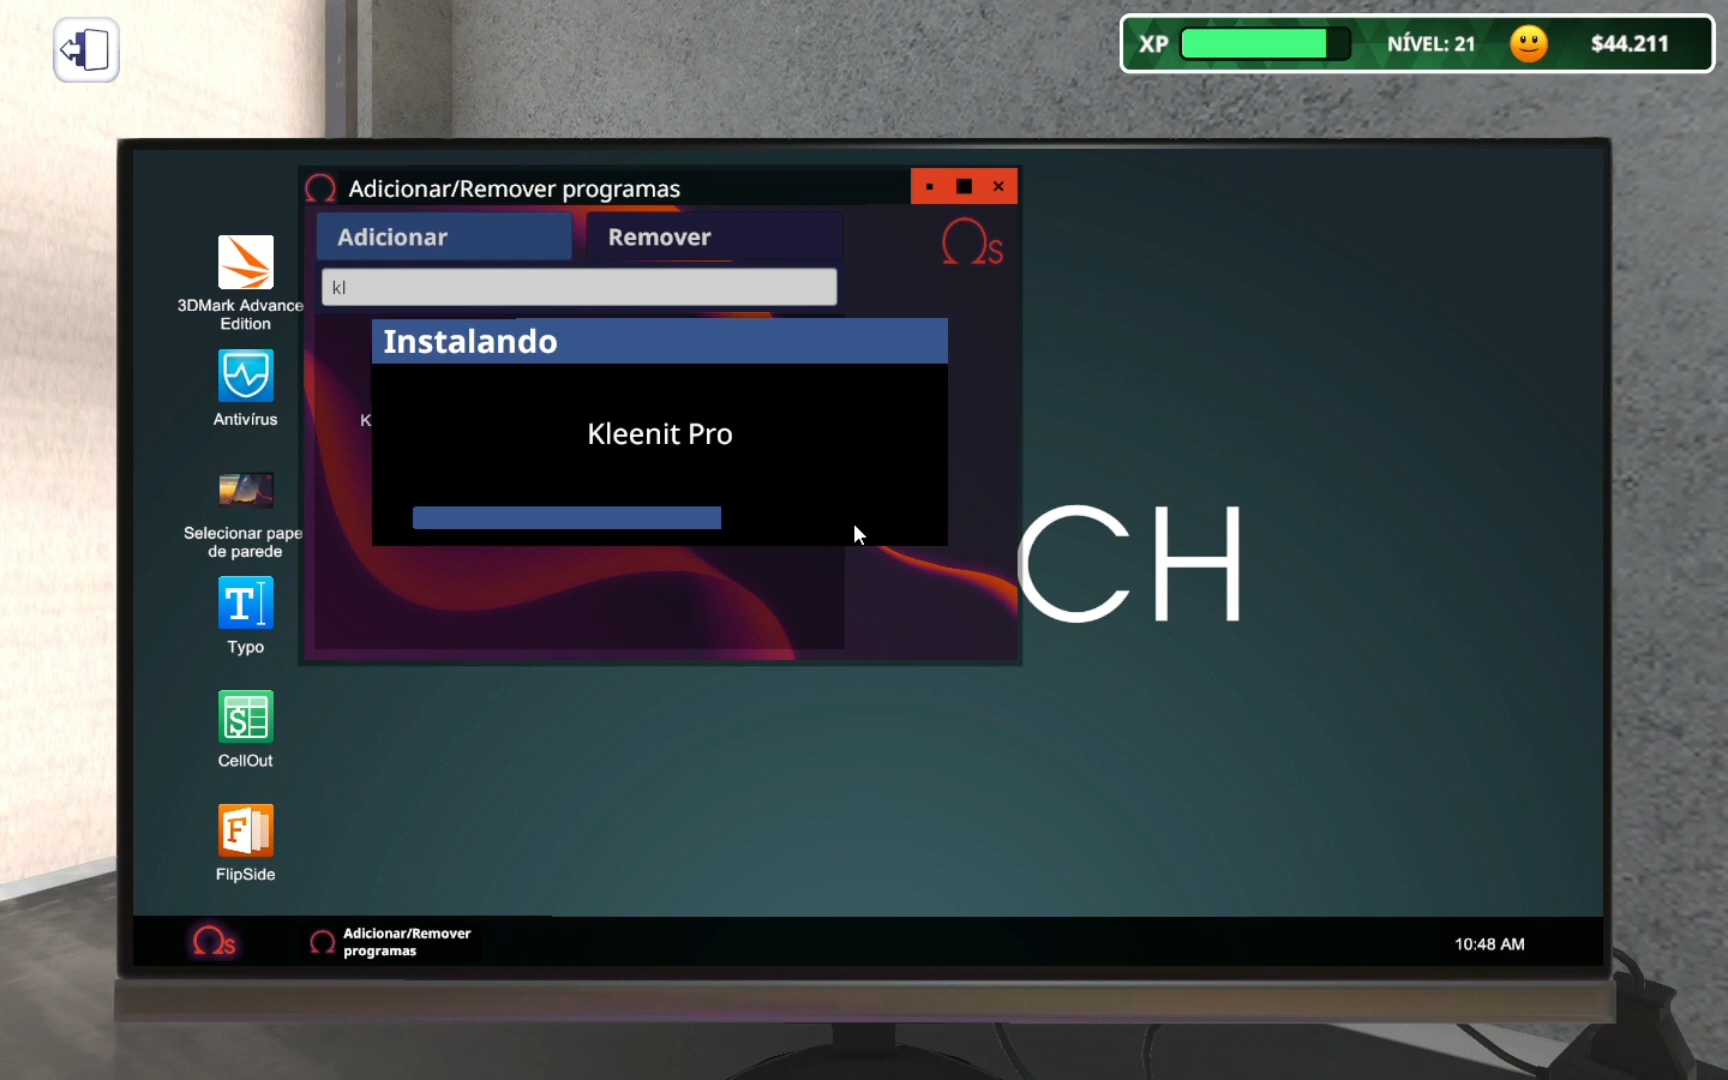 XP
NÍVEL: 21
$44.211
Adicionar/Remover programas
Adicionar
Remover
kl
Instalando
K
Kleenit Pro
3DMark Advance
Edition
Antivírus
Selecionar pape
de parede
Typo
CellOut
FlipSide
CH
Adicionar/Remover
programas
10:48 AM